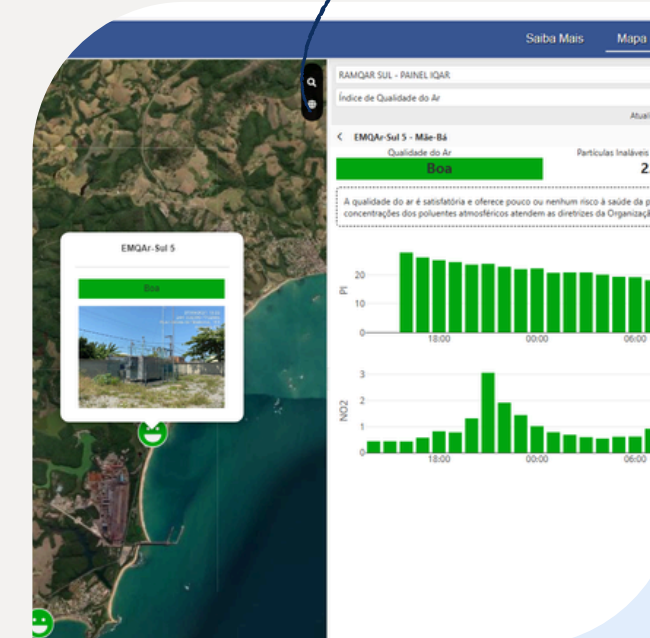 Saiba Mais Mapa
RAMQAR SUL - PAINEL IQAR
Índice de Qualidade do Ar
Atual
< EMQAr-Sul 5 - Mãe-Bá
Qualidade do Ar Partículas Inaláveis
Boa 2
A qualidade do ar é satisfatória e oferece pouco ou nenhum risco à saúde da p
concentrações dos poluentes atmosféricos atendem as diretrizes da Organizaçã
EMQAr-Sul 5
Boa
PI
20
10
0
18:00 00:00 06:00
NO2
3
2
1
0
18:00 00:00 06:00